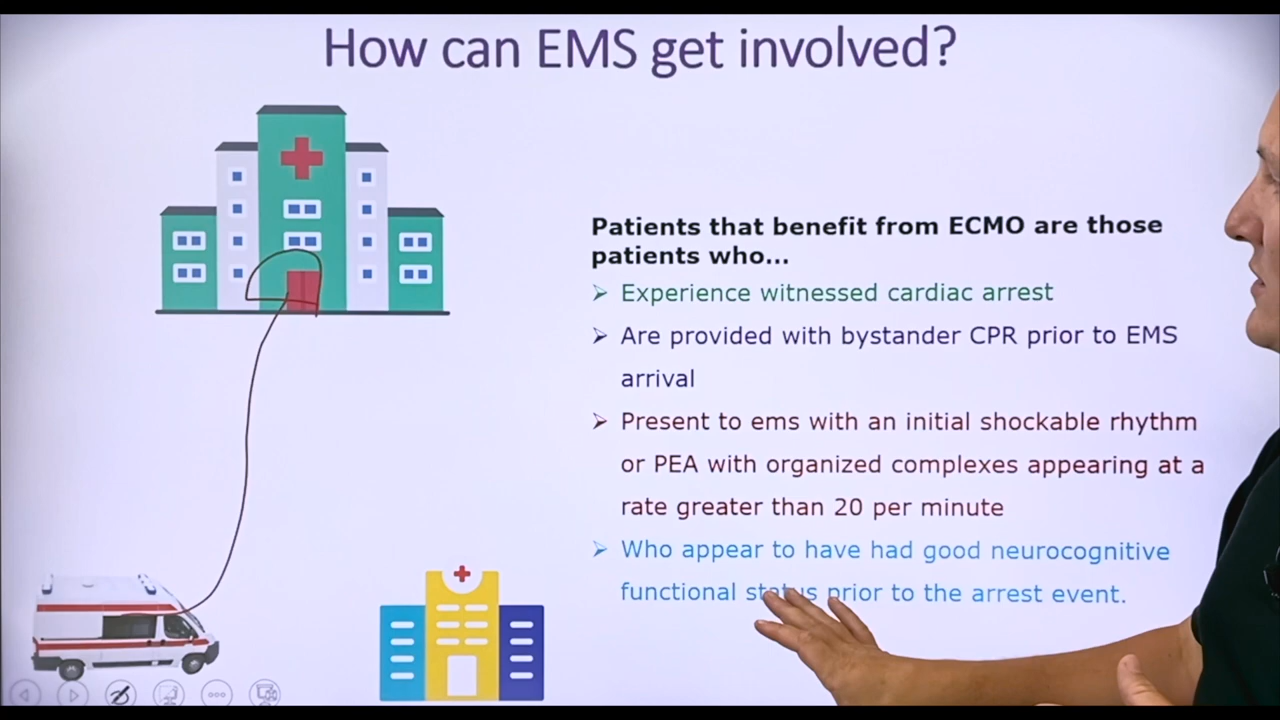 How can EMS get involved?
Patients that benefit from ECMO are those
patients who...
➢ Experience witnessed cardiac arrest
➢ Are provided with bystander CPR prior to EMS
arrival
➢ Present to ems with an initial shockable rhythm
or PEA with organized complexes appearing at a
rate greater than 20 per minute
➢ Who appear to have had good neurocognitive
functional status prior to the arrest event.